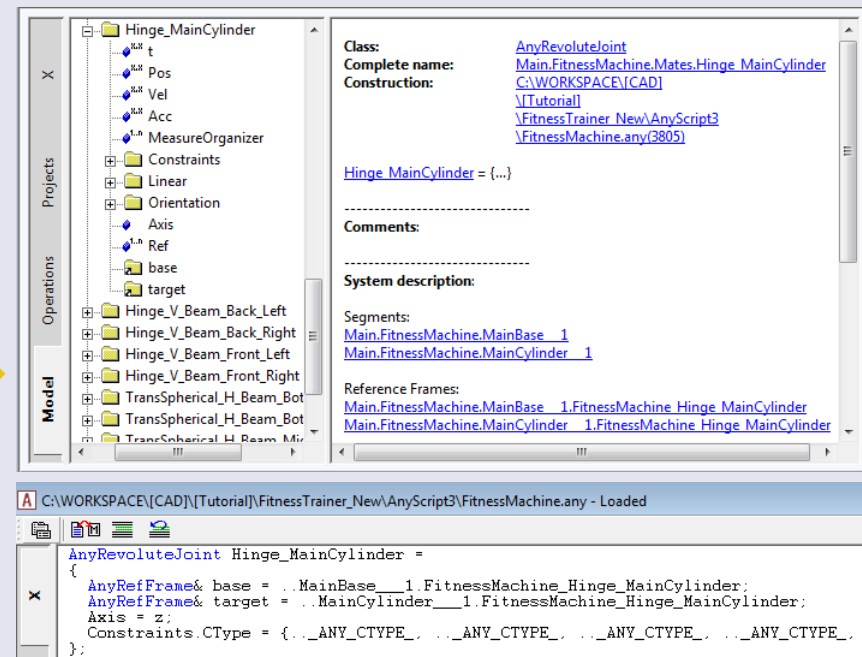 Hinge_MainCylinder
t
Pos
Vel
Acc
MeasureOrganizer
Constraints
Linear
Orientation
Axis
Ref
base
target
Hinge_V_Beam_Back_Left
Hinge_V_Beam_Back_Right
Hinge_V_Beam_Front_Left
Hinge_V_Beam_Front_Right
TransSpherical_H_Beam_Bot
TransSpherical_H_Beam_Bot
TransSpherical_H_Beam_Mi
X
Projects
Operations
Model
Class: AnyRevoluteJoint
Complete name: Main.FitnessMachine.Mates.Hinge_MainCylinder
Construction: C:\WORKSPACE\[CAD]
\[Tutorial]
\FitnessTrainer_New\AnyScript3
\FitnessMachine.any(3805)
Hinge_MainCylinder = {...}
-------------------------------
Comments:
-------------------------------
System description:
Segments:
Main.FitnessMachine.MainBase___1
Main.FitnessMachine.MainCylinder___1
Reference Frames:
Main.FitnessMachine.MainBase___1.FitnessMachine_Hinge_MainCylinder
Main.FitnessMachine.MainCylinder___1.FitnessMachine_Hinge_MainCylinder
A C:\WORKSPACE\[CAD]\[Tutorial]\FitnessTrainer_New\AnyScript3\FitnessMachine.any - Loaded
X
AnyRevoluteJoint Hinge_MainCylinder =
{
AnyRefFrame& base = ..MainBase___1.FitnessMachine_Hinge_MainCylinder;
AnyRefFrame& target = ..MainCylinder___1.FitnessMachine_Hinge_MainCylinder;
Axis = z;
Constraints.CType = {.._ANY_CTYPE_, .._ANY_CTYPE_, .._ANY_CTYPE_, .._ANY_CTYPE_,
};